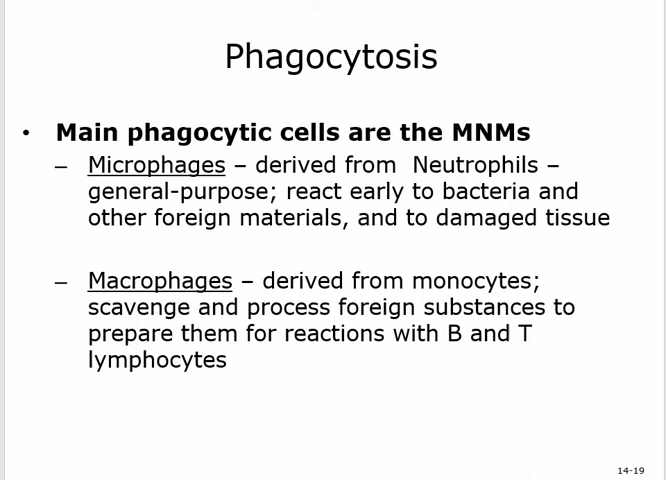 Phagocytosis
• Main phagocytic cells are the MNMs
– Microphages – derived from  Neutrophils –
general-purpose; react early to bacteria and
other foreign materials, and to damaged tissue
– Macrophages – derived from monocytes;
scavenge and process foreign substances to
prepare them for reactions with B and T
lymphocytes
14-19